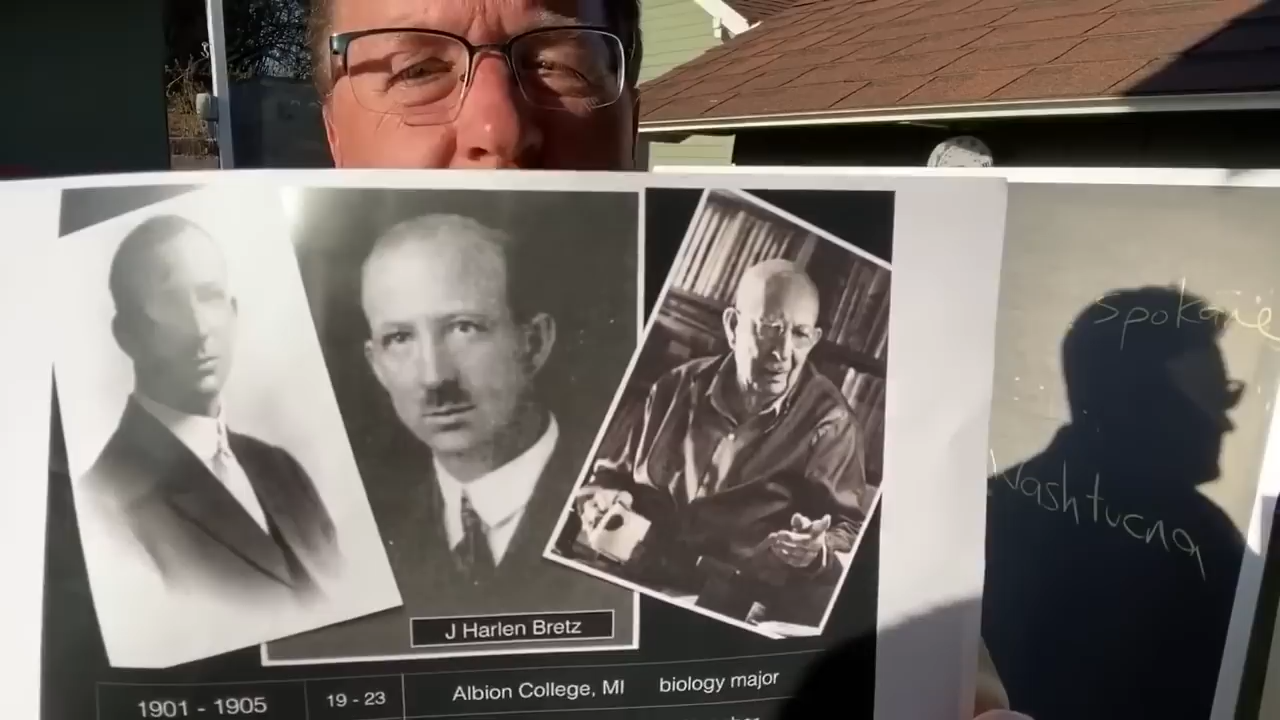 J Harlen Bretz
1901 - 1905
19 - 23
Albion College, MI
biology major
Spokane
Washtucna